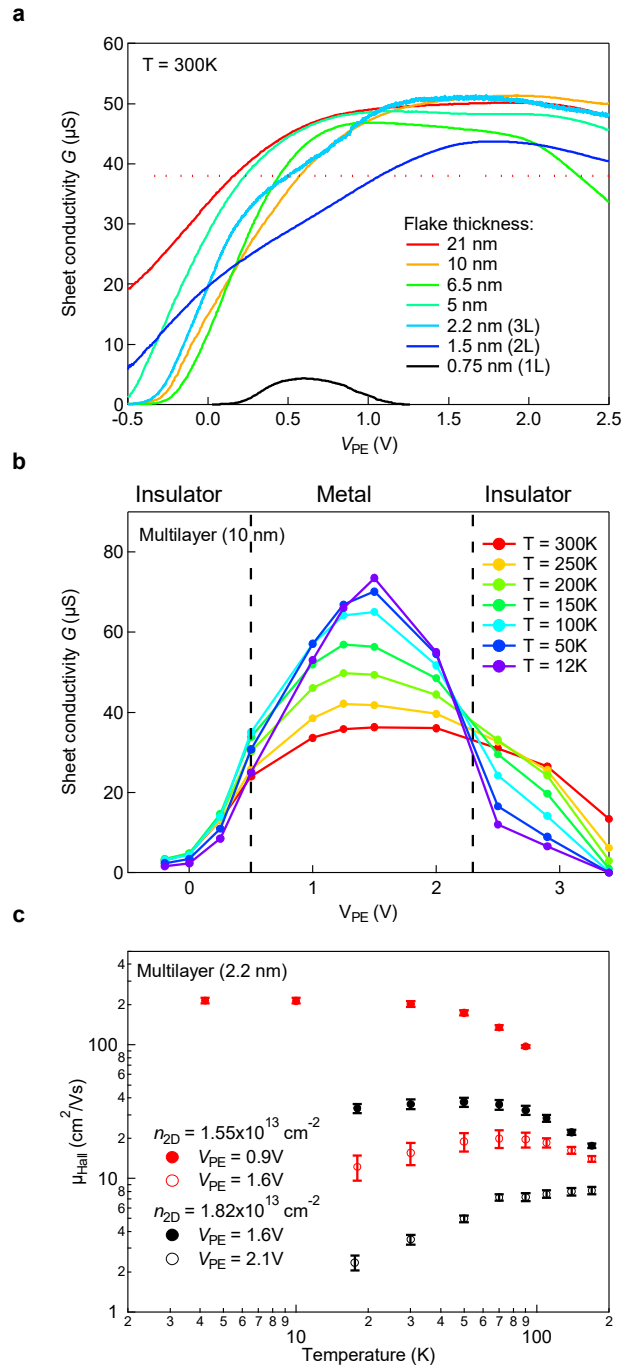 a
T = 300K
Sheet conductivity G (µS)
60
50
40
30
20
10
0
Flake thickness:
21 nm
10 nm
6.5 nm
5 nm
2.2 nm (3L)
1.5 nm (2L)
0.75 nm (1L)
-0.5 0.0 0.5 1.0 1.5 2.0 2.5
VPE (V)
b
Insulator Metal Insulator
Multilayer (10 nm)
Sheet conductivity G (µS)
80
60
40
20
0
T = 300K
T = 250K
T = 200K
T = 150K
T = 100K
T = 50K
T = 12K
0 1 2 3
VPE (V)
c
Multilayer (2.2 nm)
µHall (cm²/Vs)
4
2
100
8
6
4
2
10
8
6
4
2
1
n2D = 1.55x10¹³ cm⁻²
VPE = 0.9V
VPE = 1.6V
n2D = 1.82x10¹³ cm⁻²
VPE = 1.6V
VPE = 2.1V
2 3 4 5 6 7 8 9 10 2 3 4 5 6 7 8 9 100 2
Temperature (K)